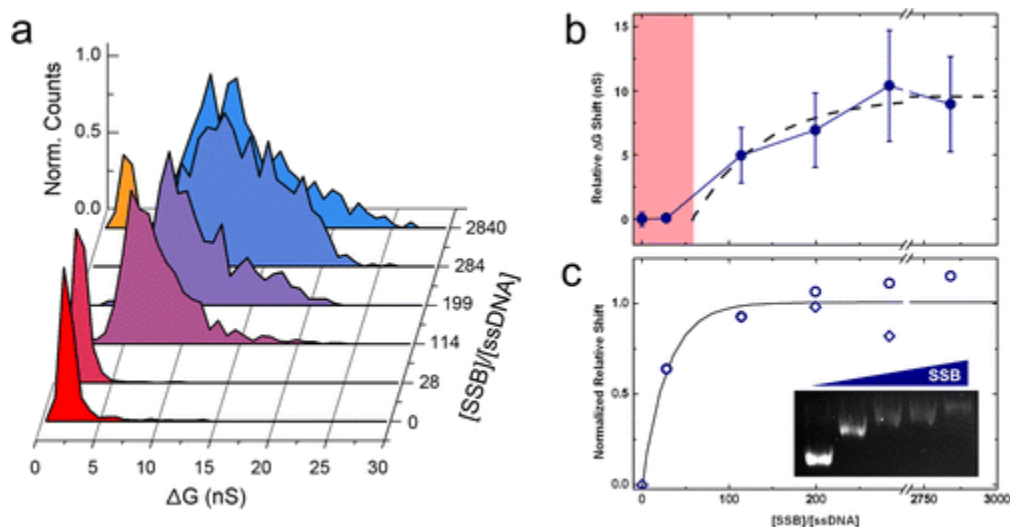 a
Norm. Counts
1.0
0.5
0.0
2840
284
199
114
28
0
[SSB]/[ssDNA]
0
5
10
15
20
25
30
ΔG (nS)
b
Relative ΔG Shift (nS)
15
10
5
0
c
Normalized Relative Shift
1.0
0.5
0.0
SSB
0
100
200
2750
3000
[SSB]/[ssDNA]